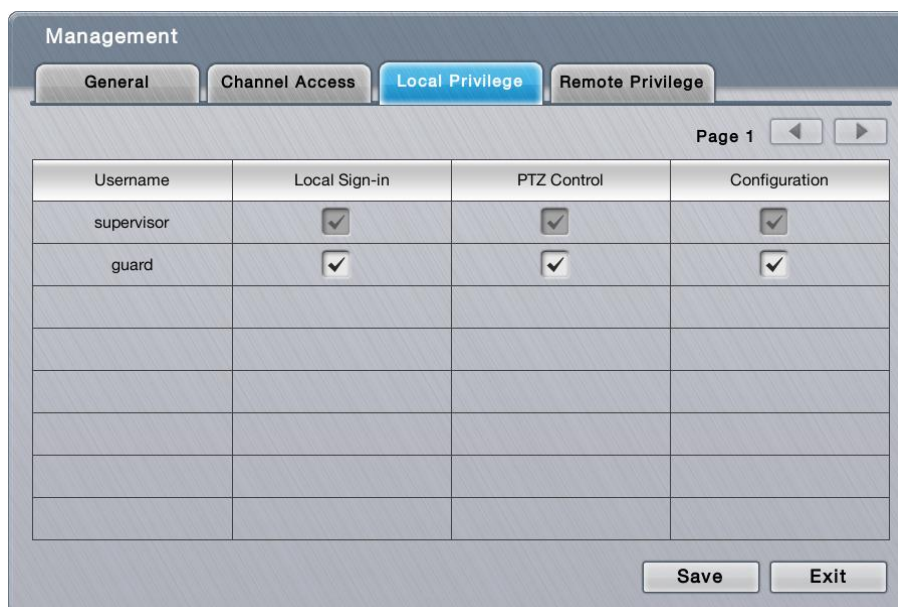 Management
General Channel Access Local Privilege Remote Privilege
Page 1
Username Local Sign-in PTZ Control Configuration
supervisor
guard
Save Exit